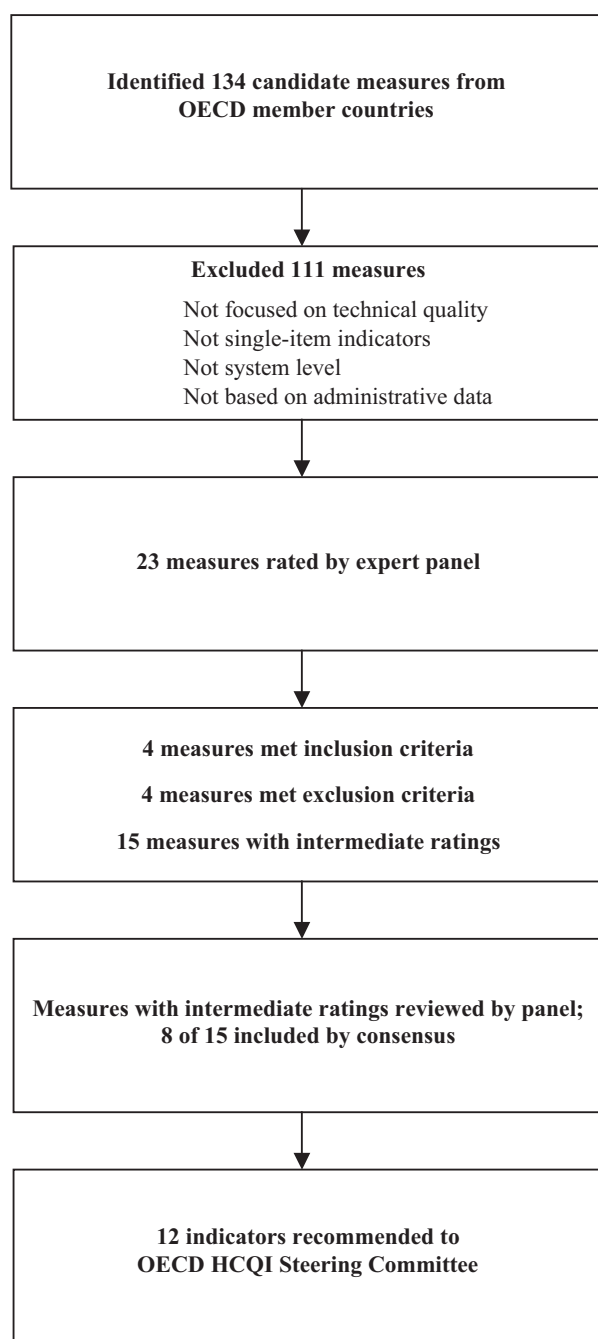 Identified 134 candidate measures from
OECD member countries
Excluded 111 measures
Not focused on technical quality
Not single-item indicators
Not system level
Not based on administrative data
23 measures rated by expert panel
4 measures met inclusion criteria
4 measures met exclusion criteria
15 measures with intermediate ratings
Measures with intermediate ratings reviewed by panel;
8 of 15 included by consensus
12 indicators recommended to
OECD HCQI Steering Committee